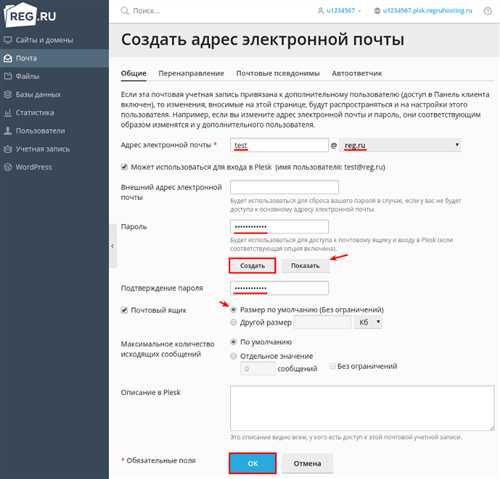 REG.RU
Поиск...
u1234567
u1234567.plsk.regruhosting.ru
Сайты и домены
Почта
Файлы
Базы данных
Статистика
Пользователи
Учетная запись
WordPress
Создать адрес электронной почты
Общие Перенаправление Почтовые псевдонимы Автоответчик
Если эта почтовая учетная запись привязана к дополнительному пользователю (доступ в Панель клиента
включен), то изменения, вносимые на этой странице, будут распространяться и на настройки этого
пользователя. Например, если вы измените адрес электронной почты и пароль, они соответствующим
образом изменятся и у дополнительного пользователя.
Адрес электронной почты * test @ reg.ru
Может использоваться для входа в Plesk (имя пользователя: test@reg.ru)
Внешний адрес электронной
почты
Будет использоваться для сброса вашего пароля в случае, если у вас не будет
доступа к основному адресу электронной почты.
Пароль ••••••••••••
Будет использоваться для доступа к почтовому ящику и входу в Plesk (если
соответствующая опция включена).
Создать Показать
Подтверждение пароля ••••••••••••
Почтовый ящик Размер по умолчанию (Без ограничений)
Другой размер Кб
Максимальное количество
исходящих сообщений
По умолчанию
Отдельное значение
0 сообщений Без ограничений
Описание в Plesk
Это описание видно всем, у кого есть доступ к этой почтовой учетной записи.
* Обязательные поля ОК Отмена